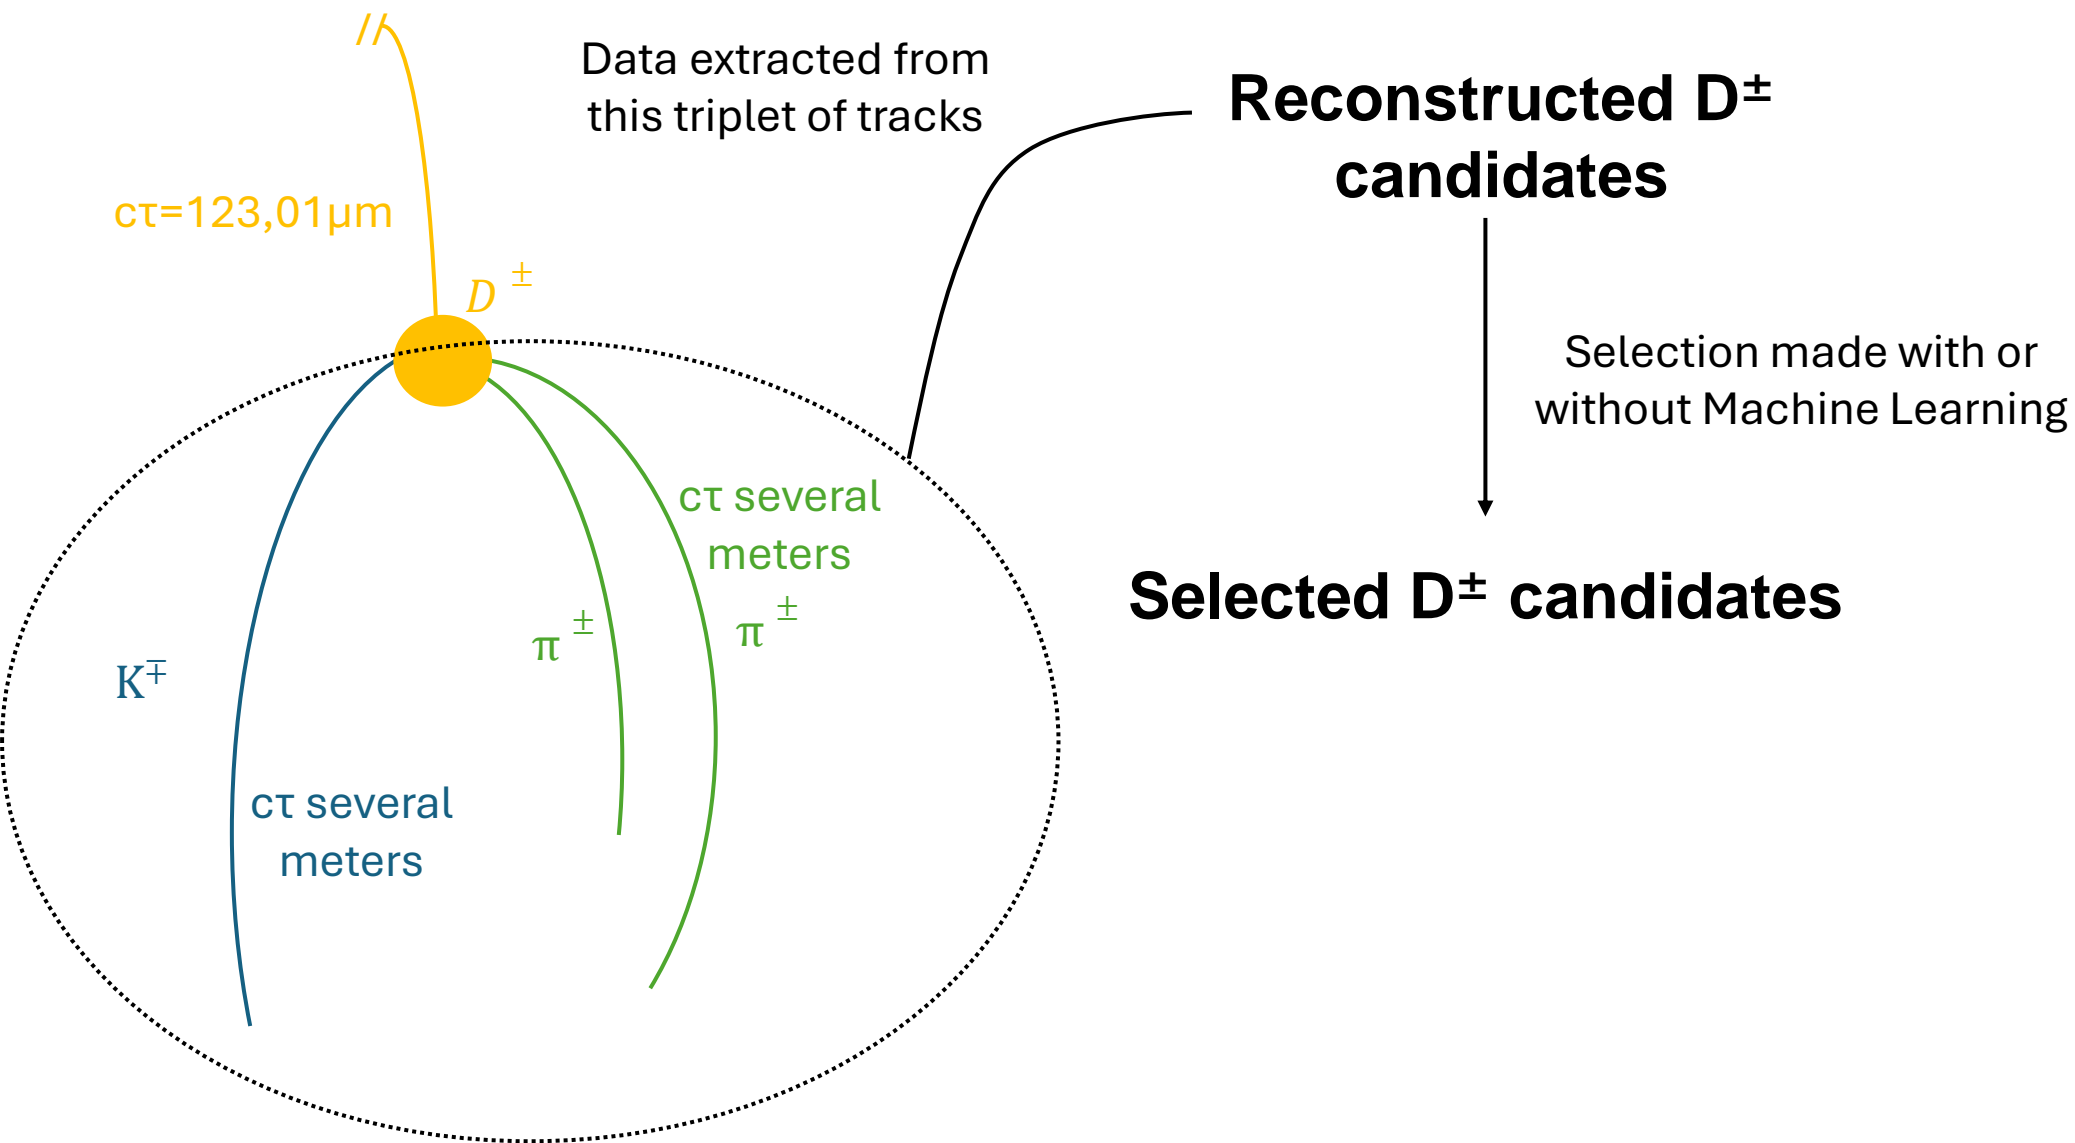 Data extracted from
this triplet of tracks
Reconstructed D±
candidates
cτ=123,01μm
D ±
Selection made with or
without Machine Learning
cτ several
meters
π ±
π ±
K∓
Selected D± candidates
cτ several
meters